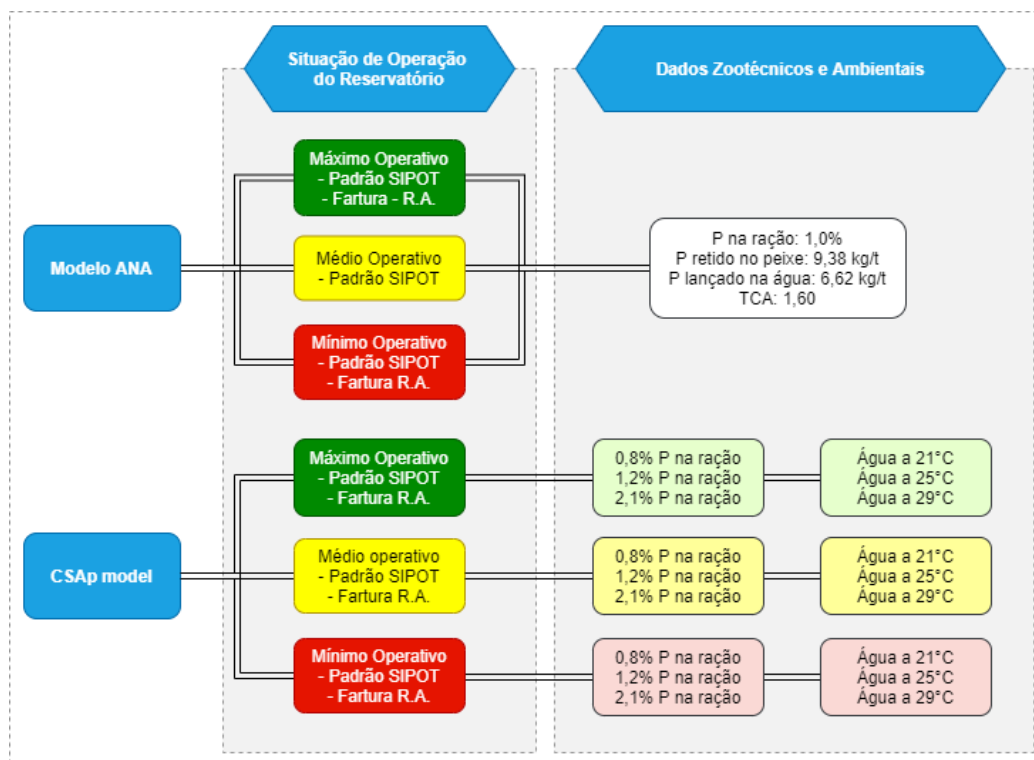 Situação de Operação
do Reservatório
Dados Zootécnicos e Ambientais
Modelo ANA
Máximo Operativo
- Padrão SIPOT
- Fartura - R.A.
Médio Operativo
- Padrão SIPOT
Mínimo Operativo
- Padrão SIPOT
- Fartura R.A.
P na ração: 1,0%
P retido no peixe: 9,38 kg/t
P lançado na água: 6,62 kg/t
TCA: 1,60
CSAp model
Máximo Operativo
- Padrão SIPOT
- Fartura R.A.
0,8% P na ração
1,2% P na ração
2,1% P na ração
Água a 21°C
Água a 25°C
Água a 29°C
Médio operativo
- Padrão SIPOT
- Fartura R.A.
0,8% P na ração
1,2% P na ração
2,1% P na ração
Água a 21°C
Água a 25°C
Água a 29°C
Mínimo Operativo
- Padrão SIPOT
- Fartura R.A.
0,8% P na ração
1,2% P na ração
2,1% P na ração
Água a 21°C
Água a 25°C
Água a 29°C